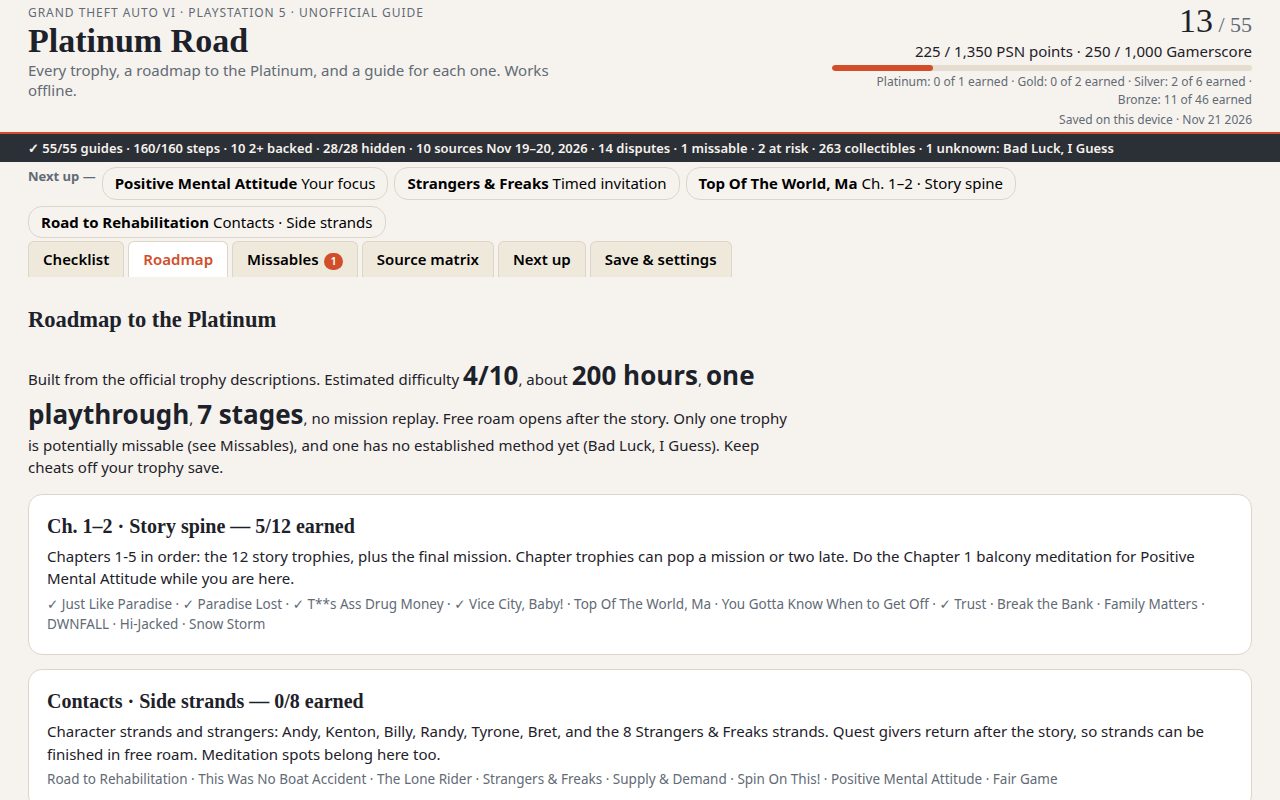 GRAND THEFT AUTO VI · PLAYSTATION 5 · UNOFFICIAL GUIDE
Platinum Road
Every trophy, a roadmap to the Platinum, and a guide for each one. Works
offline.
13 / 55
225 / 1,350 PSN points · 250 / 1,000 Gamerscore
Platinum: 0 of 1 earned · Gold: 0 of 2 earned · Silver: 2 of 6 earned ·
Bronze: 11 of 46 earned
Saved on this device · Nov 21 2026
✓ 55/55 guides · 160/160 steps · 10 2+ backed · 28/28 hidden · 10 sources Nov 19–20, 2026 · 14 disputes · 1 missable · 2 at risk · 263 collectibles · 1 unknown: Bad Luck, I Guess
Next up — Positive Mental Attitude Your focus Strangers & Freaks Timed invitation Top Of The World, Ma Ch. 1–2 · Story spine
Road to Rehabilitation Contacts · Side strands
Checklist Roadmap Missables 1 Source matrix Next up Save & settings
Roadmap to the Platinum
Built from the official trophy descriptions. Estimated difficulty 4/10, about 200 hours, one
playthrough, 7 stages, no mission replay. Free roam opens after the story. Only one trophy
is potentially missable (see Missables), and one has no established method yet (Bad Luck, I Guess). Keep
cheats off your trophy save.
Ch. 1–2 · Story spine — 5/12 earned
Chapters 1-5 in order: the 12 story trophies, plus the final mission. Chapter trophies can pop a mission or two late. Do the Chapter 1 balcony meditation for Positive
Mental Attitude while you are here.
✓ Just Like Paradise · ✓ Paradise Lost · ✓ T**s Ass Drug Money · ✓ Vice City, Baby! · Top Of The World, Ma · You Gotta Know When to Get Off · ✓ Trust · Break the Bank · Family Matters ·
DWNFALL · Hi-Jacked · Snow Storm
Contacts · Side strands — 0/8 earned
Character strands and strangers: Andy, Kenton, Billy, Randy, Tyrone, Bret, and the 8 Strangers & Freaks strands. Quest givers return after the story, so strands can be
finished in free roam. Meditation spots belong here too.
Road to Rehabilitation · This Was No Boat Accident · The Lone Rider · Strangers & Freaks · Supply & Demand · Spin On This! · Positive Mental Attitude · Fair Game